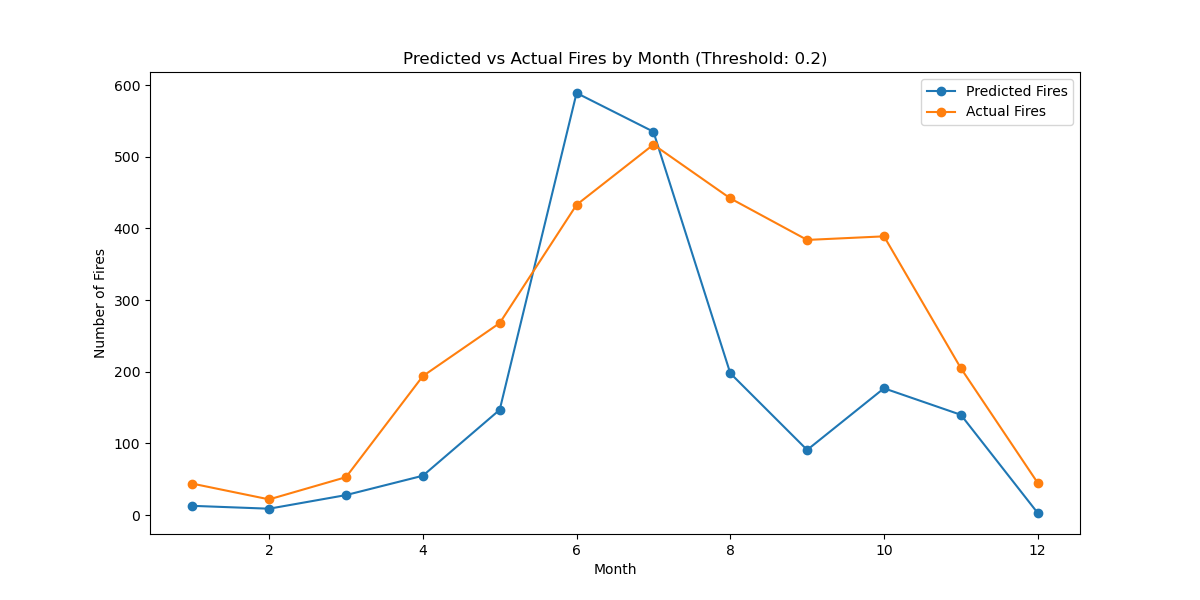 Predicted vs Actual Fires by Month (Threshold: 0.2)
Predicted Fires
Actual Fires
Number of Fires
600
500
400
300
200
100
0
2 4 6 8 10 12
Month